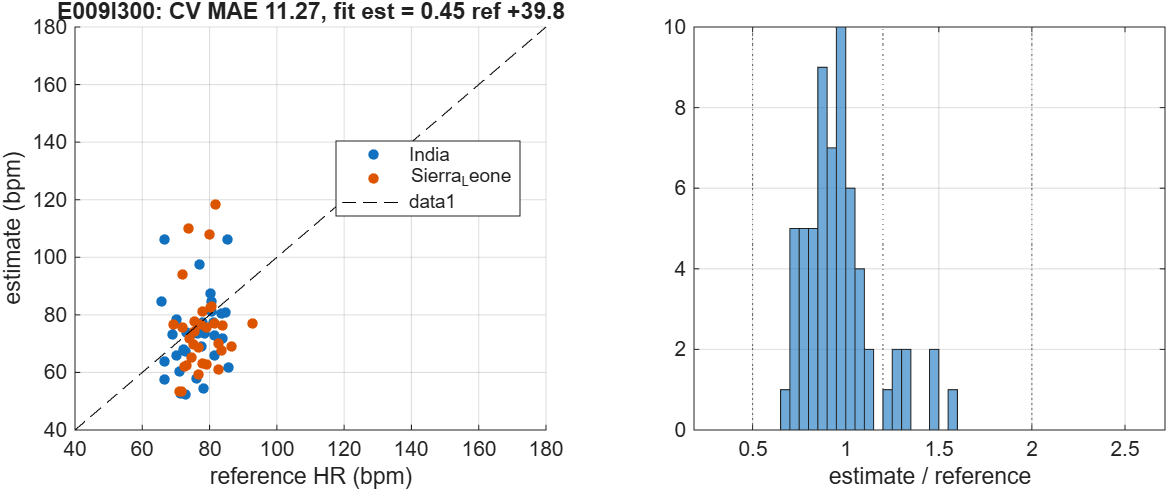 E009I300: CV MAE 11.27, fit est = 0.45 ref +39.8
180
160
140
120
100
80
60
40
40 60 80 100 120 140 160 180
estimate (bpm)
reference HR (bpm)
India
Sierra_Leone
data1
10
8
6
4
2
0
0.5 1 1.5 2 2.5
estimate / reference